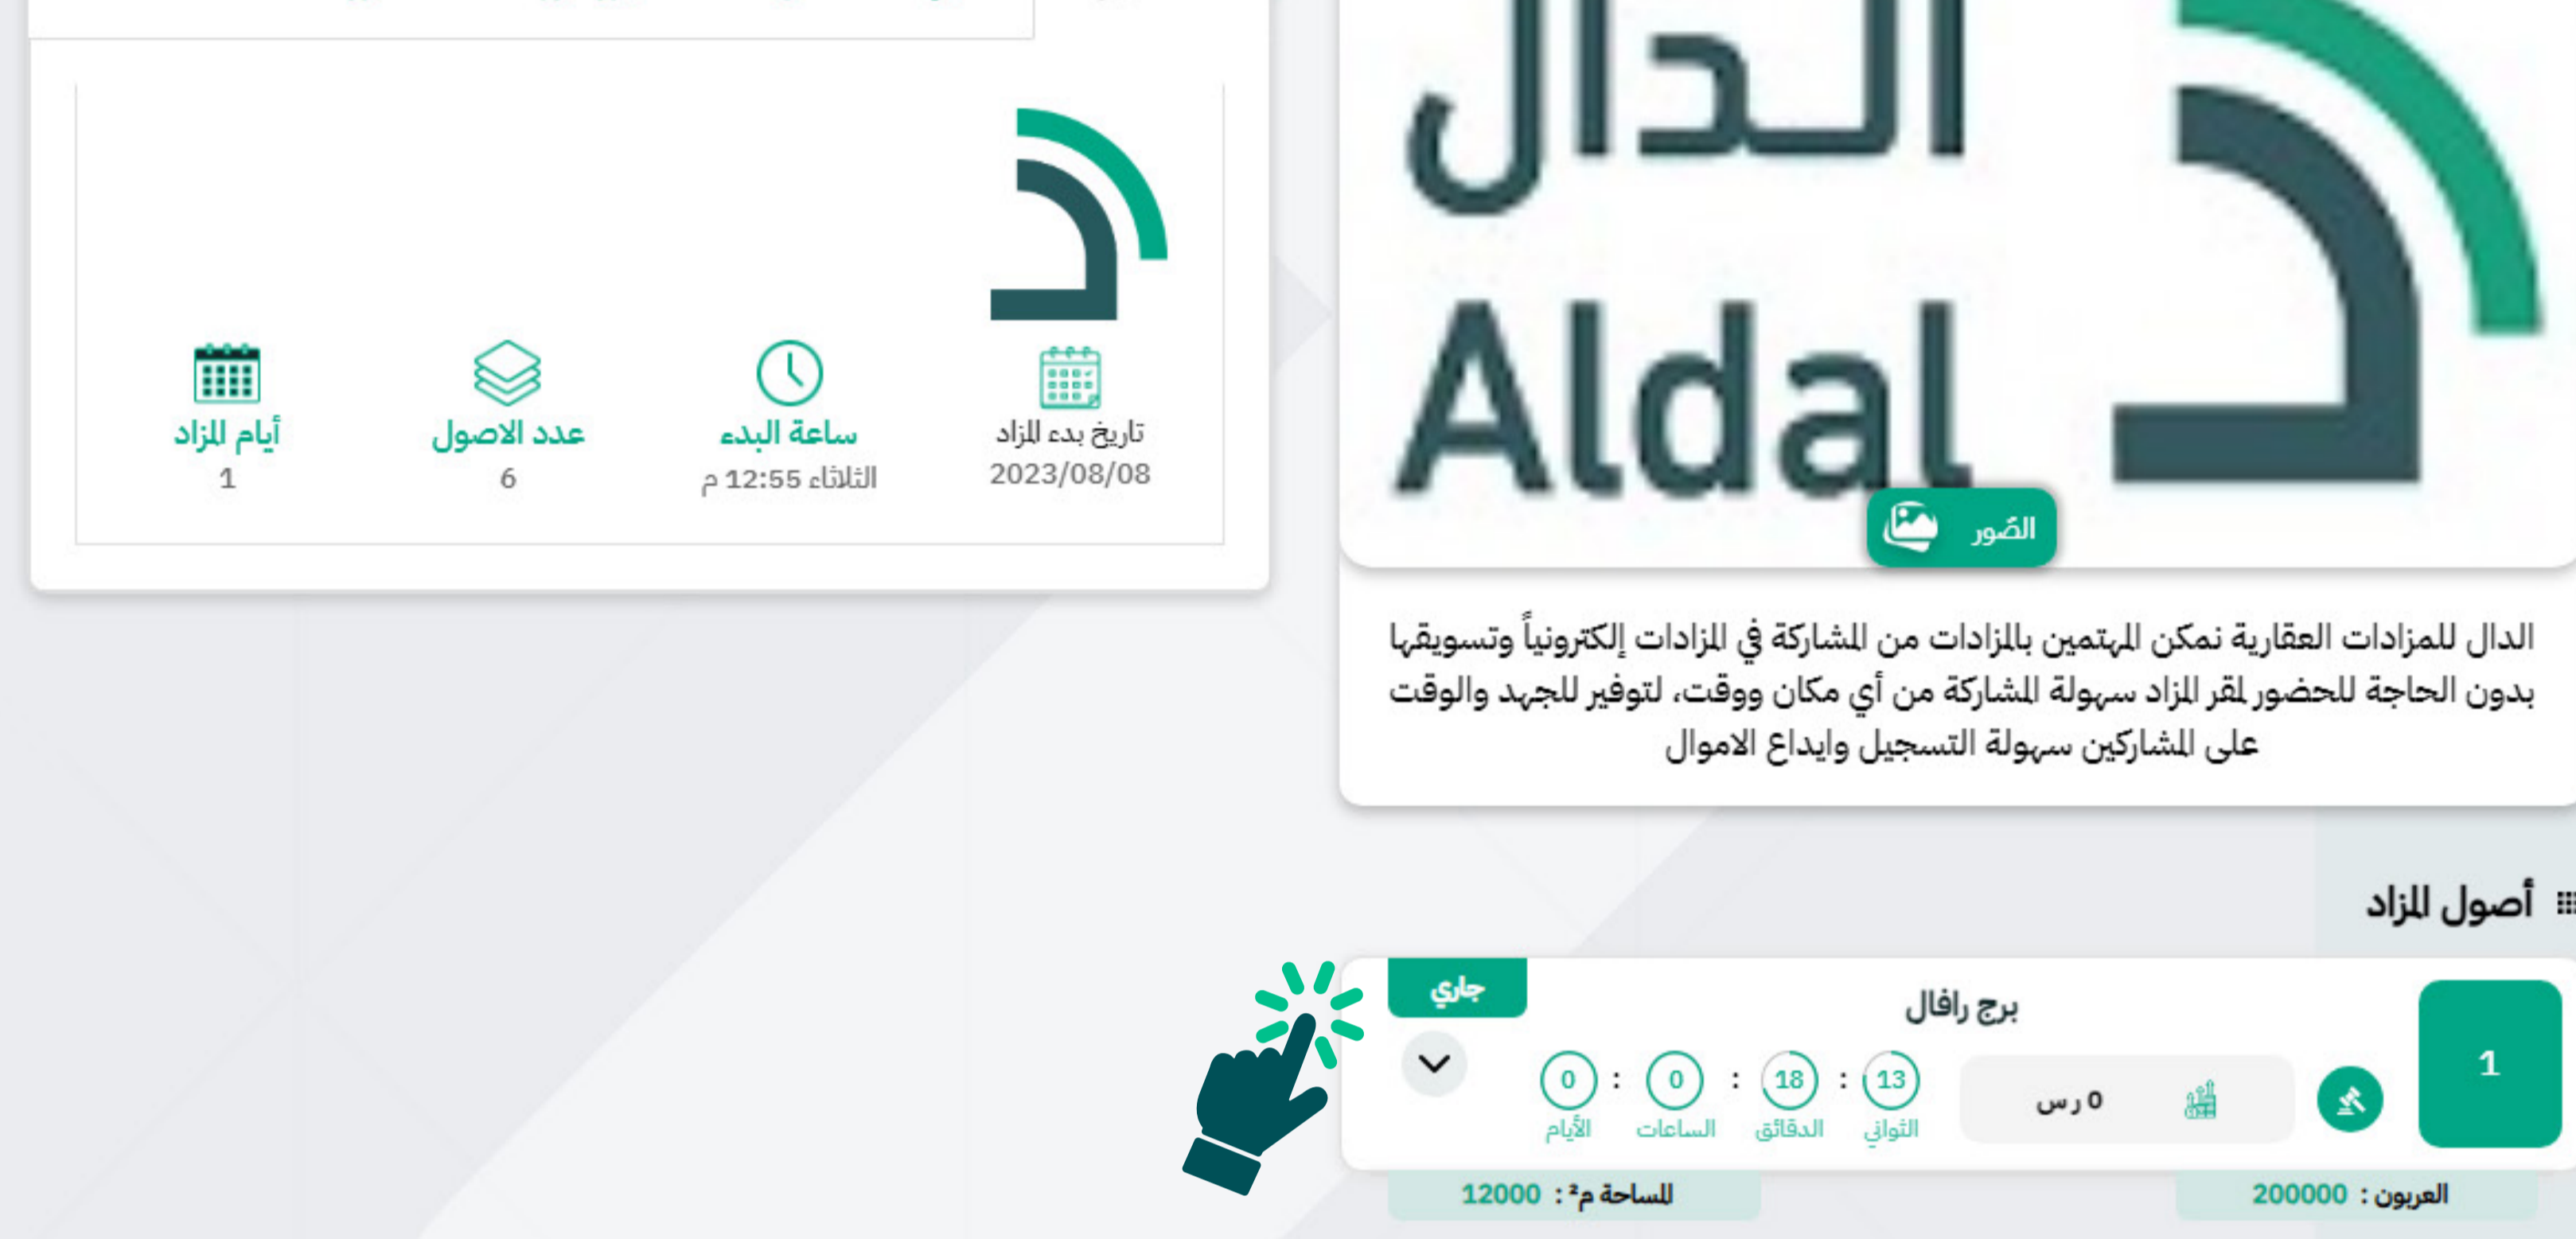 الدال
Aldal
الصّور
الدال للمزادات العقارية نمكن المهتمين بالمزادات من المشاركة في المزادات إلكترونياً وتسويقها
بدون الحاجة للحضور لمقر المزاد سهولة المشاركة من أي مكان ووقت، لتوفير للجهد والوقت
على المشاركين سهولة التسجيل وايداع الاموال
تاريخ بدء المزاد
2023/08/08
ساعة البدء
الثلاثاء 12:55 م
عدد الاصول
6
أيام المزاد
1
أصول المزاد
1
برج رافال
جاري
0 ر س
13 : 18 : 0 : 0
الثواني الدقائق الساعات الأيام
العربون : 200000
المساحة م² : 12000